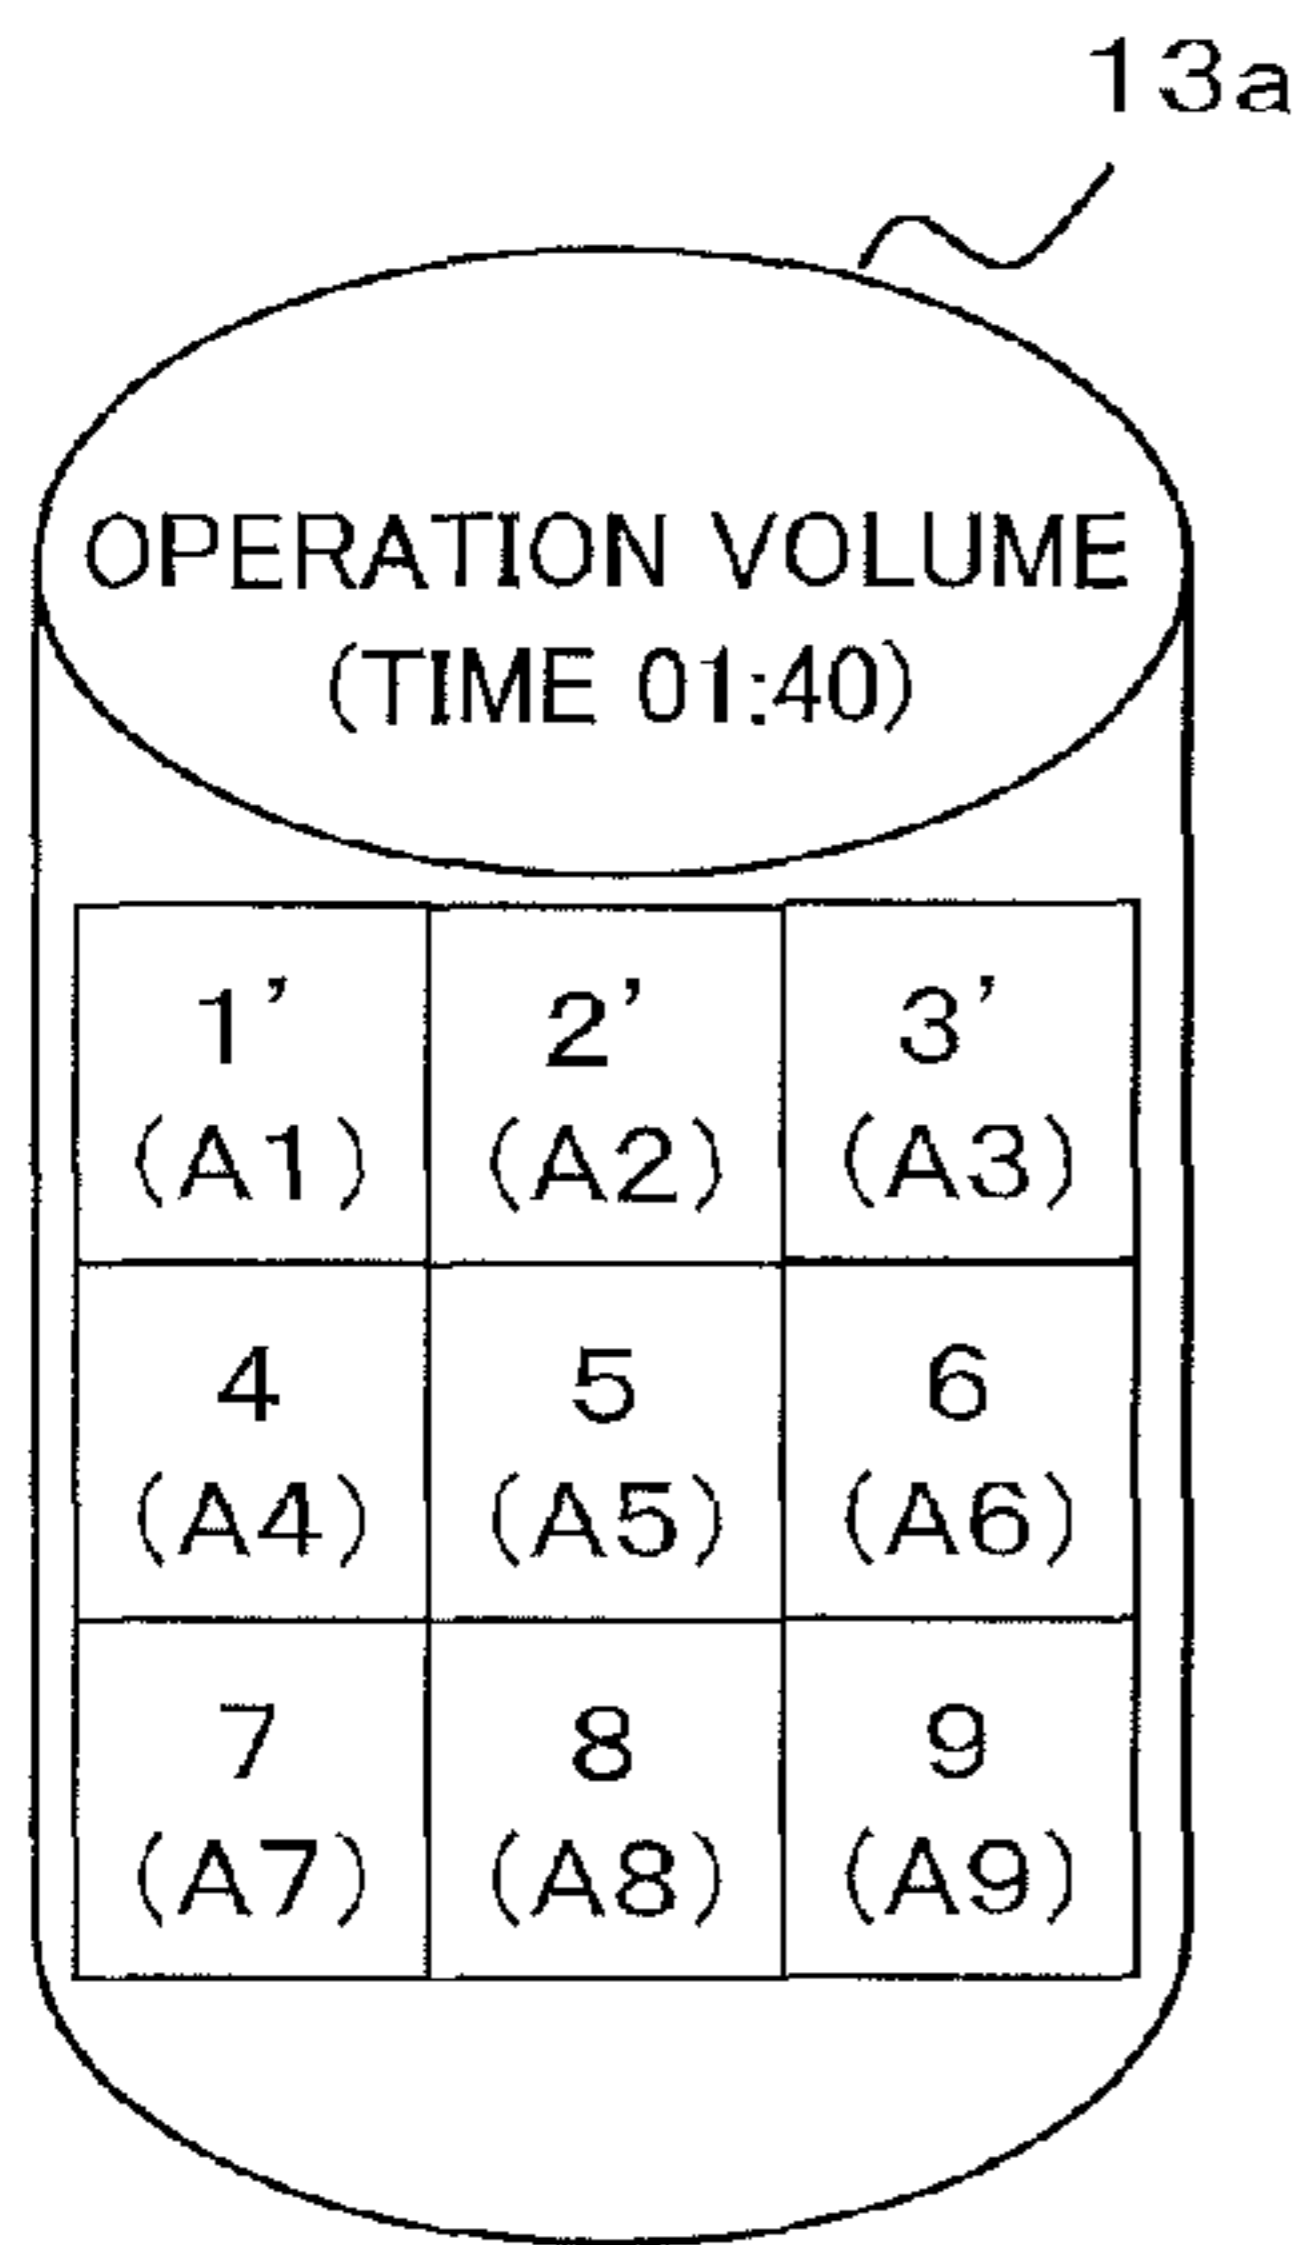 13a
OPERATION VOLUME
(TIME 01:40)
1’ 2’ 3’
(A1) (A2) (A3)
4 5 6
(A4) (A5) (A6)
7 8 9
(A7) (A8) (A9)